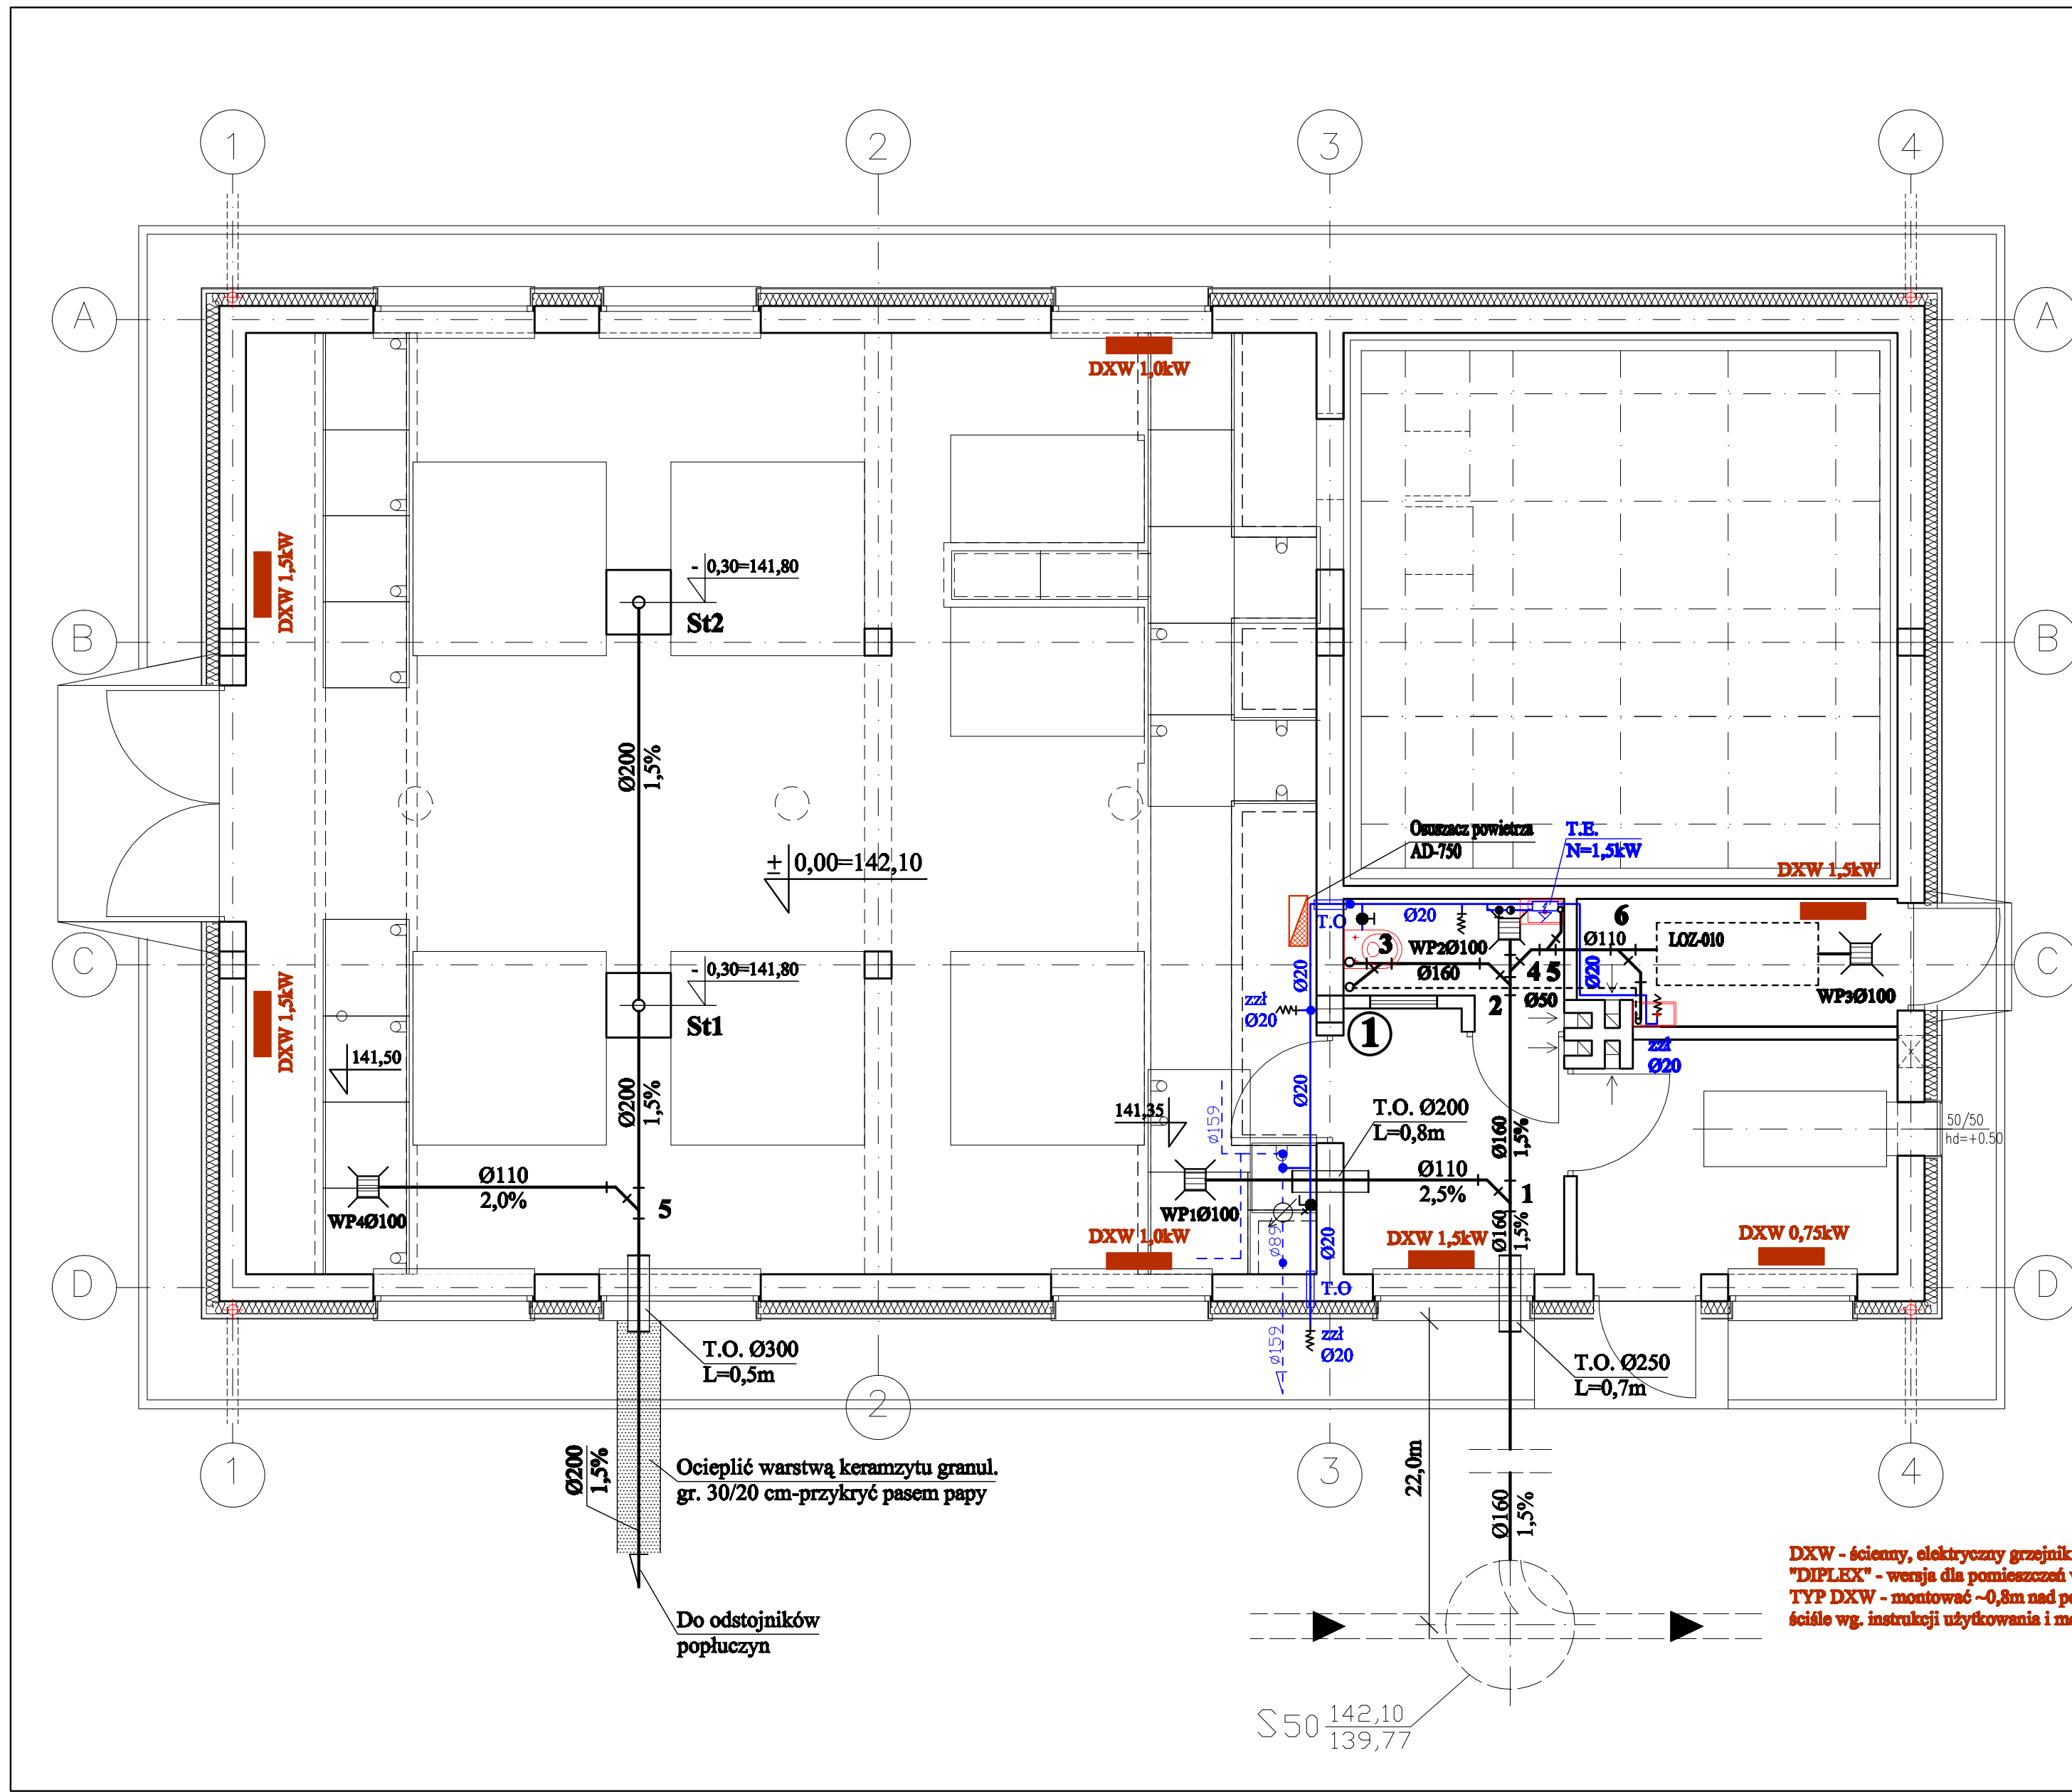 1
2
3
4
A
A
DXW 1,0kW
DXW 1,5kW
- 0,30=141,80
St2
B
B
Ø200
1,5%
± 0,00=142,10
Osuszacz powietrza
AD-750
T.E.
N=1,5kW
DXW 1,5kW
T.O
Ø20
3
WP2Ø100
Ø160
4 5
6
Ø110
LOZ-010
WP3Ø100
Ø20
C
C
- 0,30=141,80
St1
DXW 1,5kW
Ø20
zzł
Ø20
2
Ø50
1
141,50
zzł
Ø20
Ø200
1,5%
141,35
ø159
Ø20
T.O. Ø200
L=0,8m
Ø160
1,5%
50/50
hd=+0.50
Ø110
2,0%
WP4Ø100
5
WP1Ø100
Ø110
2,5%
1
DXW 1,0kW
ø89
Ø20
DXW 1,5kW
Ø160
1,5%
DXW 0,75kW
D
D
T.O
T.O. Ø300
L=0,5m
ø159
zzł
Ø20
T.O. Ø250
L=0,7m
2
1
3
4
Ø200
1,5%
Ocieplić warstwą keramzytu granul.
gr. 30/20 cm-przykryć pasem papy
22,0m
Ø160
1,5%
DXW - ścienny, elektryczny grzejnik
"DIPLEX" - wersja dla pomieszczeń
TYP DXW - montować ~0,8m nad
ściśle wg. instrukcji użytkowania i
Do odstojników
popłuczyn
S50 142,10
139,77